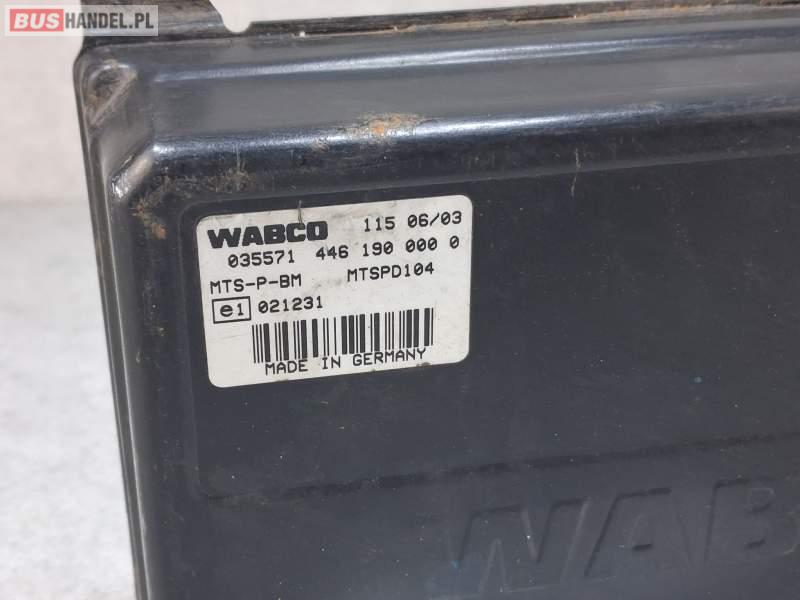 BUSHANDEL.PL
WABCO 115 06/03
035571 446 190 000 0
MTS-P-BM MTSPD104
e1 021231
MADE IN GERMANY
WAB